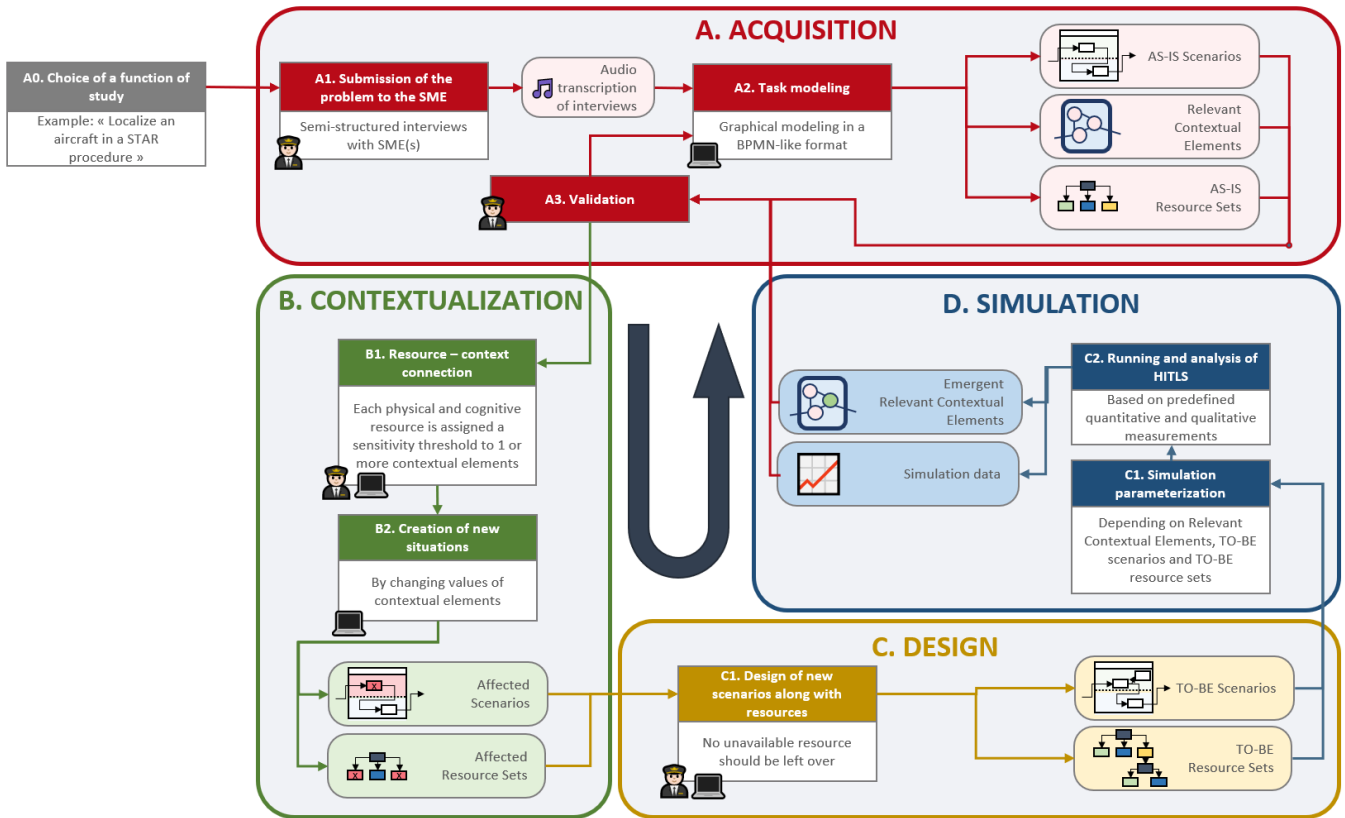 A. ACQUISITION
A0. Choice of a function of
study
Example: « Localize an
aircraft in a STAR
procedure »
A1. Submission of the
problem to the SME
Semi-structured interviews
with SME(s)
Audio
transcription
of interviews
A2. Task modeling
Graphical modeling in a
BPMN-like format
AS-IS Scenarios
Relevant
Contextual
Elements
AS-IS
Resource Sets
A3. Validation
B. CONTEXTUALIZATION
B1. Resource – context
connection
Each physical and cognitive
resource is assigned a
sensitivity threshold to 1 or
more contextual elements
B2. Creation of new
situations
By changing values of
contextual elements
X
Affected
Scenarios
X
X
Affected
Resource Sets
D. SIMULATION
C2. Running and analysis of
HITLS
Based on predefined
quantitative and qualitative
measurements
Emergent
Relevant Contextual
Elements
Simulation data
C1. Simulation
parameterization
Depending on Relevant
Contextual Elements, TO-BE
scenarios and TO-BE
resource sets
C. DESIGN
C1. Design of new
scenarios along with
resources
No unavailable resource
should be left over
TO-BE Scenarios
TO-BE
Resource Sets